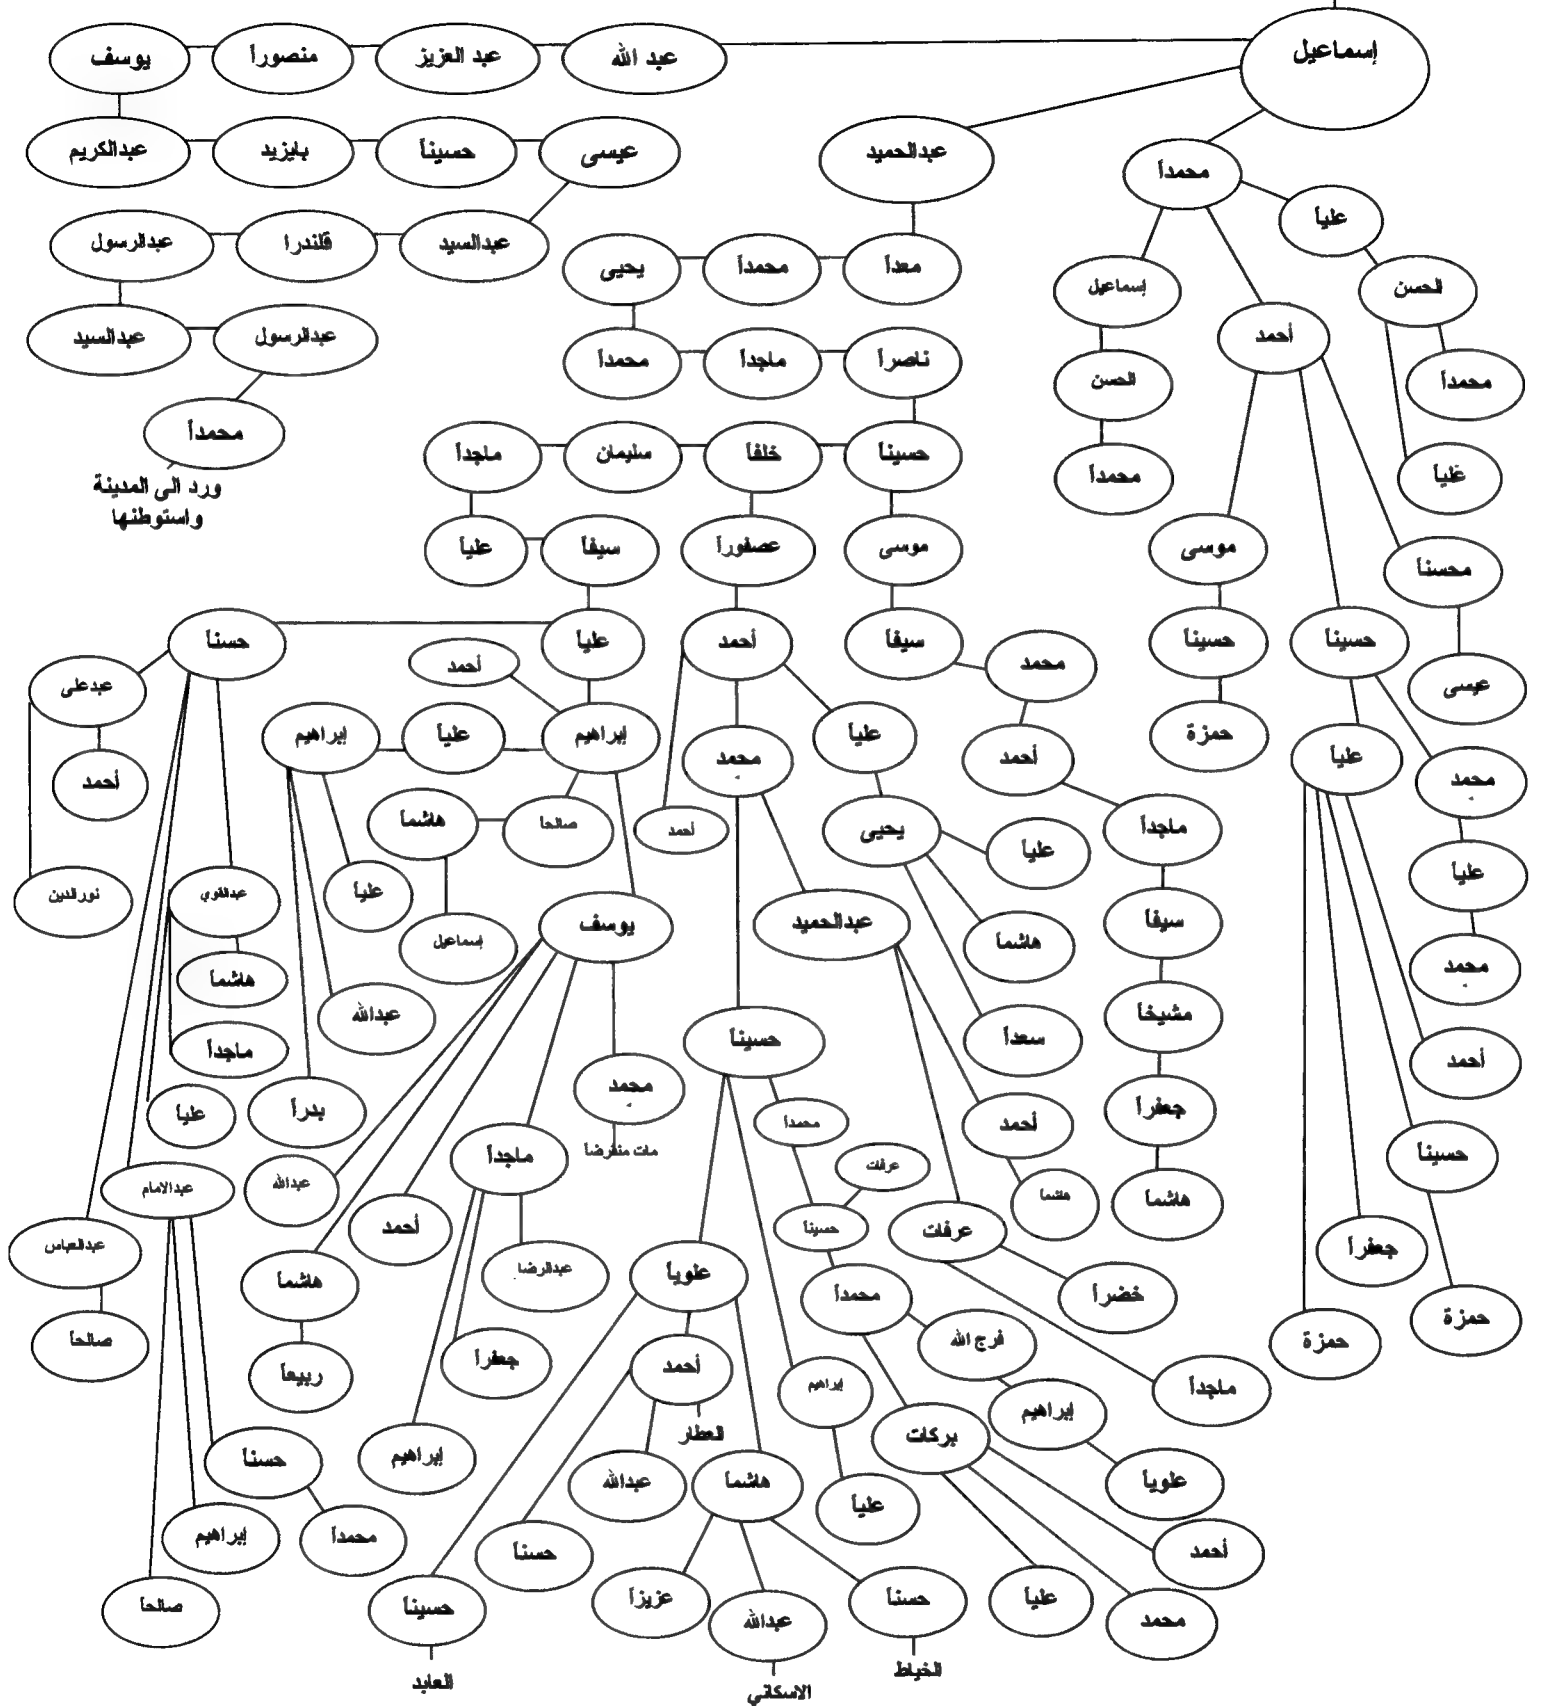 إسماعيل
عبد الله
عبد العزيز
منصوراً
يوسف
عبدالكريم
بايزيد
حسيناً
عيسى
عبدالسيد
قلندرا
عبدالرسول
عبدالسيد
عبدالرسول
محمداً
ورد الى المدينة
واستوطنها
عبدالحميد
معداً
محمداً
يحيى
محمداً
ماجداً
ناصراً
حسيناً
خلفاً
سليمان
ماجداً
علياً
سيفاً
عصفوراً
موسى
محمداً
علياً
إسماعيل
الحسن
أحمد
الحسن
محمداً
محمداً
علياً
موسى
محسناً
حسيناً
حسيناً
عيسى
حمزة
علياً
محمد
علياً
محمد
أحمد
حسيناً
جعفراً
حمزة
حمزة
حسناً
علياً
أحمد
سيفاً
محمد
أحمد
عبدعلى
إبراهيم
علياً
إبراهيم
محمد
علياً
أحمد
أحمد
هاشماً
صالحاً
أحمد
يحيى
علياً
ماجداً
نورالدين
عبدالقوي
علياً
إسماعيل
يوسف
عبدالحميد
هاشماً
سيفاً
هاشماً
عبدالله
مشيخاً
ماجداً
حسيناً
سعداً
علياً
بدراً
محمد
محمداً
أحمد
جعفراً
عبدالامام
عبدالله
ماجداً
مات منقرضاً
عرفات
هاشماً
هاشماً
عبدالعباس
أحمد
حسيناً
عرفات
هاشماً
عبدالرضا
علوياً
محمداً
خضراً
صالحاً
ربيعاً
جعفراً
أحمد
فرج الله
إبراهيم
ماجداً
العطار
إبراهيم
بركات
حسناً
إبراهيم
عبدالله
هاشماً
علياً
علوياً
إبراهيم
محمداً
حسناً
أحمد
صالحاً
حسيناً
عزيزاً
عبدالله
حسناً
علياً
محمد
العابد
الاسكاني
الخياط